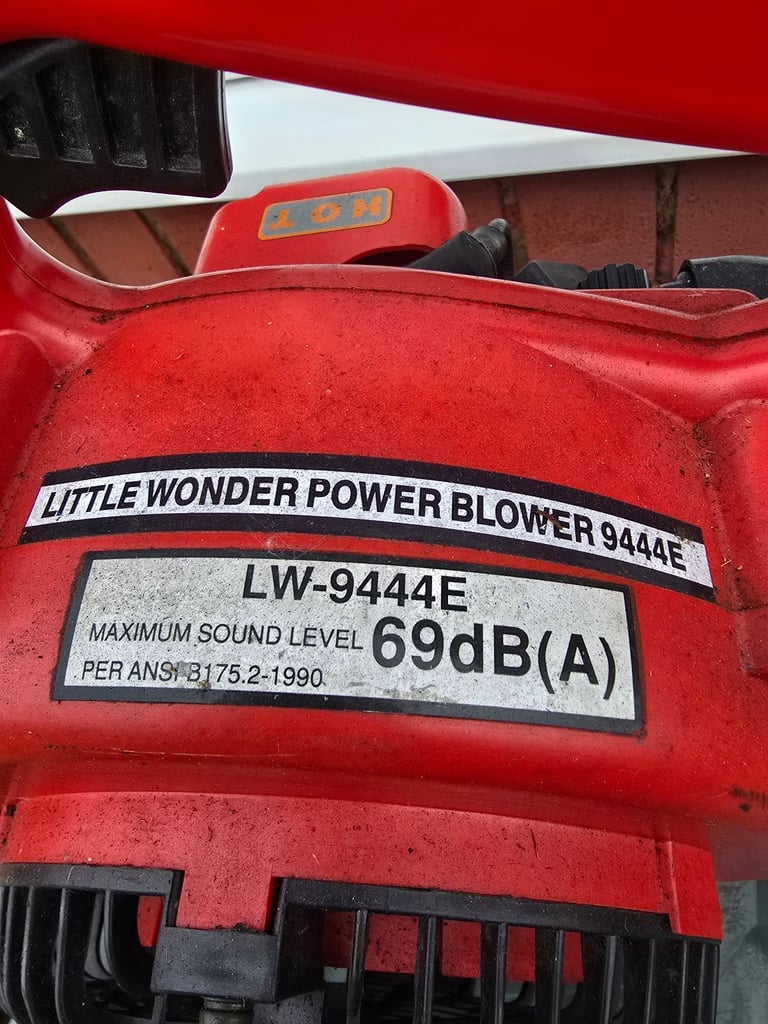 HOT
LITTLE WONDER POWER BLOWER 9444E
LW-9444E
MAXIMUM SOUND LEVEL 69dB(A)
PER ANSI B175.2-1990